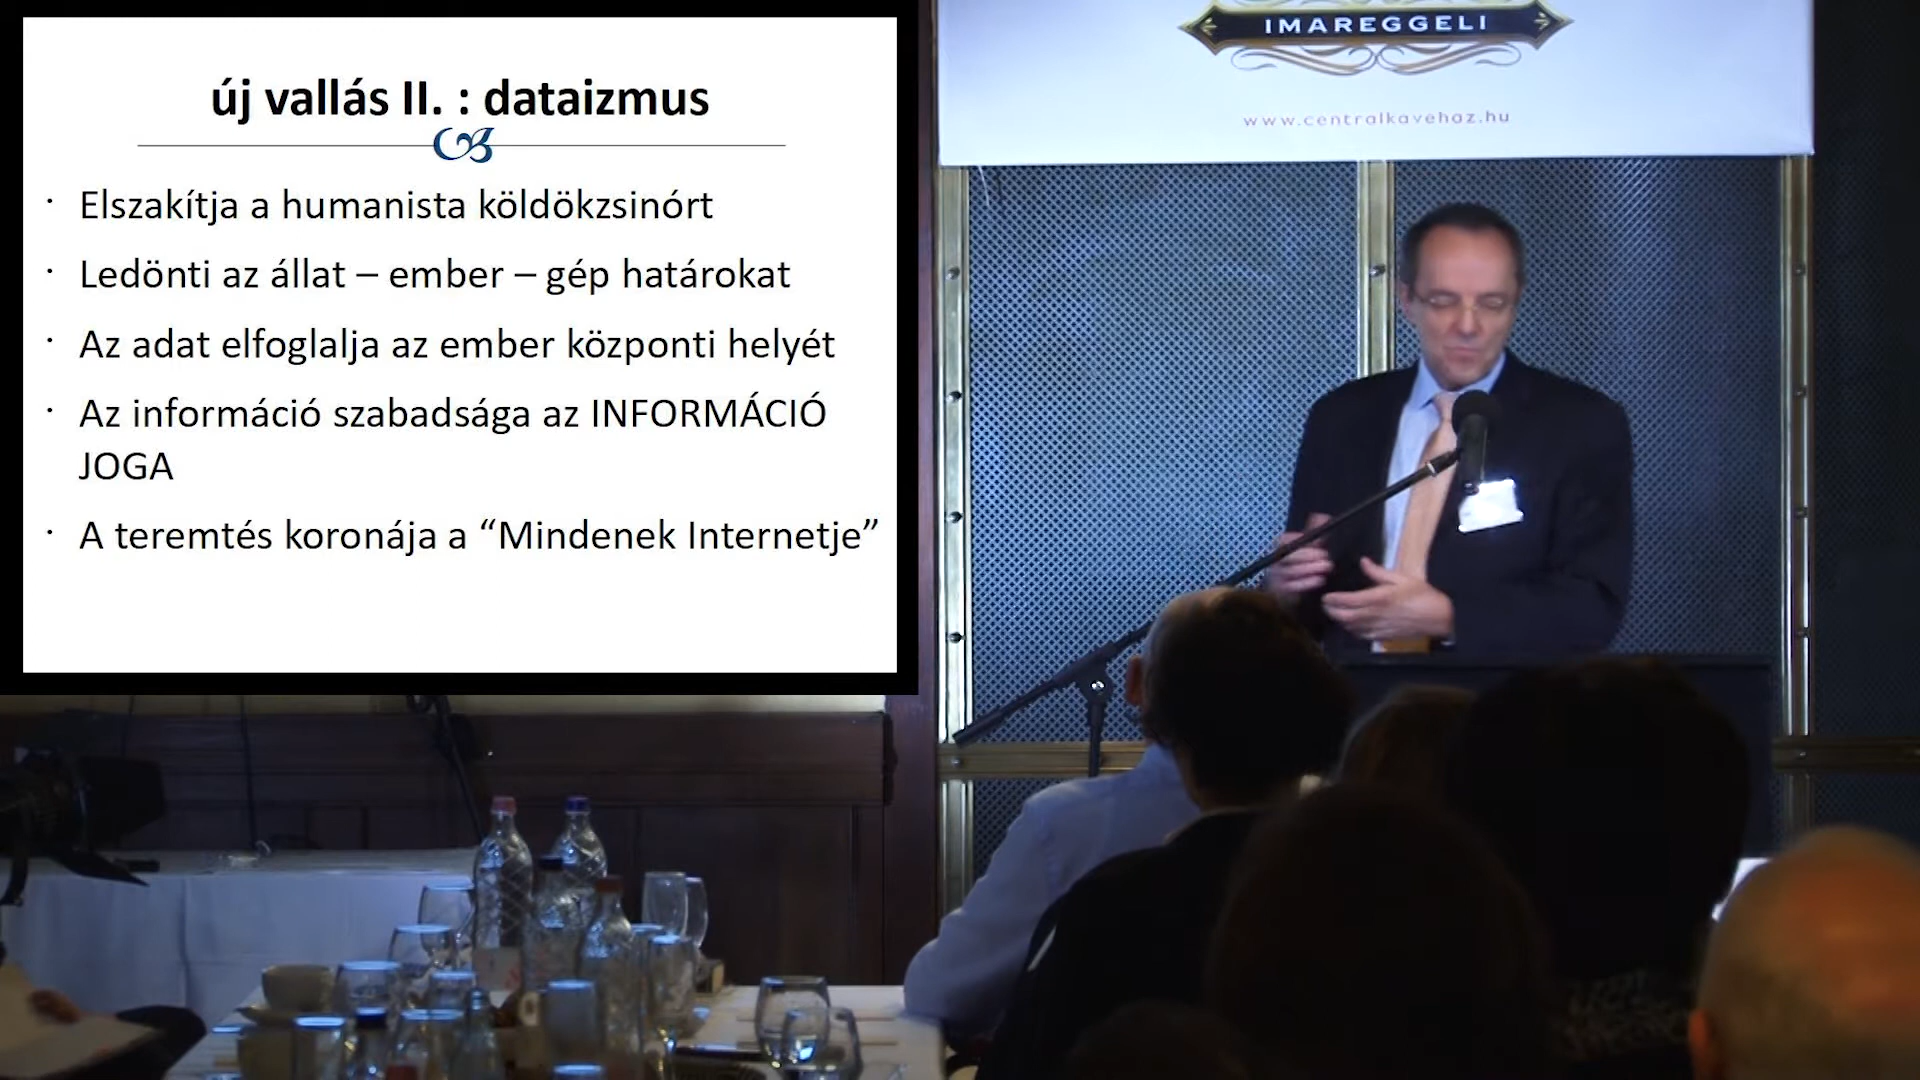 új vallás II. : dataizmus
Elszakítja a humanista köldökzsinórt
Ledönti az állat – ember – gép határokat
Az adat elfoglalja az ember központi helyét
Az információ szabadsága az INFORMÁCIÓ
JOGA
A teremtés koronája a “Mindenek Internetje”
IMAREGGELI
www.centralkavehaz.hu